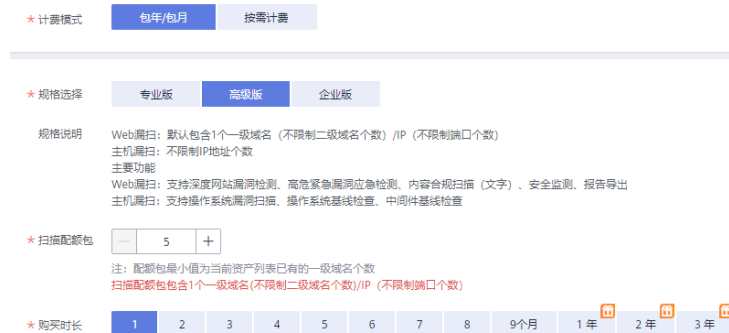 * 计费模式 包年/包月 按需计费
* 规格选择 专业版 高级版 企业版
规格说明 Web漏扫：默认包含1个一级域名（不限制二级域名个数）/IP（不限制端口个数）
主机漏扫：不限制IP地址个数
主要功能
Web漏扫：支持深度网站漏洞检测、高危紧急漏洞应急检测、内容合规扫描（文字）、安全监测、报告导出
主机漏扫：支持操作系统漏洞扫描、操作系统基线检查、中间件基线检查
* 扫描配额包 — 5 +
注：配额包最小值为当前资产列表已有的一级域名个数
扫描配额包包含1个一级域名(不限制二级域名个数)/IP（不限制端口个数）
* 购买时长 1 2 3 4 5 6 7 8 9个月 1年 2年 3年